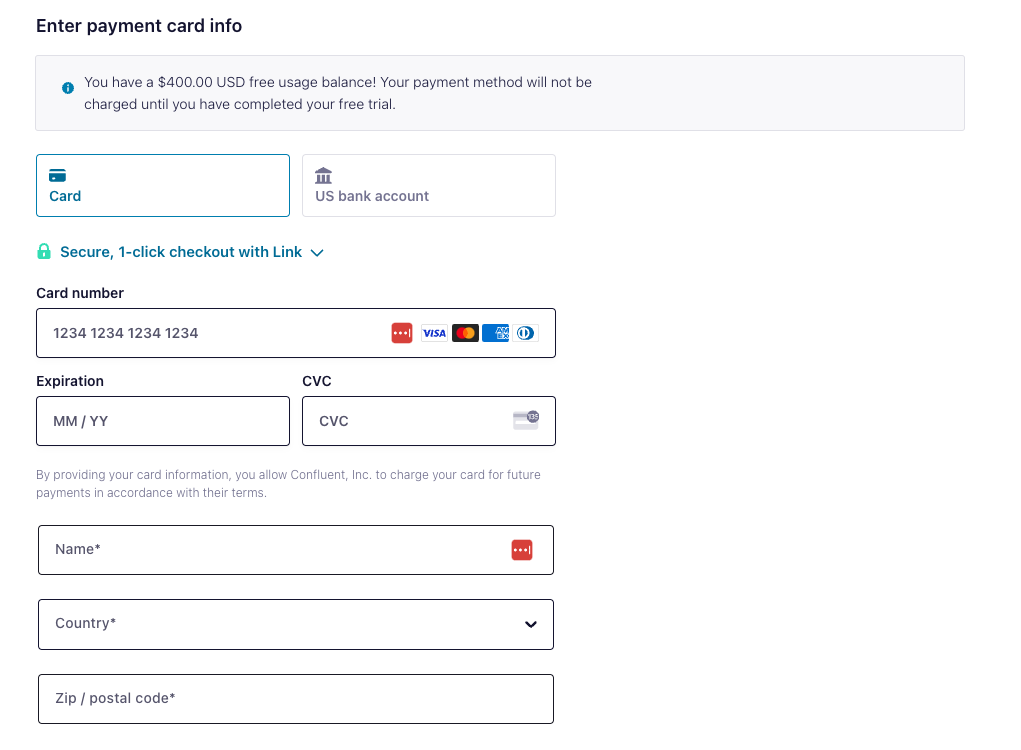 Enter payment card info
You have a $400.00 USD free usage balance! Your payment method will not be
charged until you have completed your free trial.
Card
US bank account
Secure, 1-click checkout with Link
Card number
1234 1234 1234 1234
VISA
AM
EX
Expiration
CVC
MM / YY
CVC
135
By providing your card information, you allow Confluent, Inc. to charge your card for future
payments in accordance with their terms.
Name*
Country*
Zip / postal code*